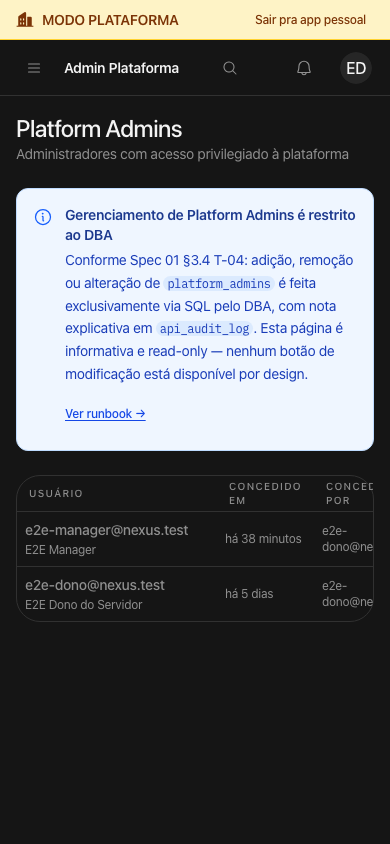 MODO PLATAFORMA
Sair pra app pessoal
Admin Plataforma
ED
Platform Admins
Administradores com acesso privilegiado à plataforma
Gerenciamento de Platform Admins é restrito
ao DBA
Conforme Spec 01 §3.4 T-04: adição, remoção
ou alteração de platform_admins é feita
exclusivamente via SQL pelo DBA, com nota
explicativa em api_audit_log . Esta página é
informativa e read-only — nenhum botão de
modificação está disponível por design.
Ver runbook →
USUÁRIO
CONCEDIDO
EM
CONCED
POR
e2e-manager@nexus.test
E2E Manager
há 38 minutos
e2e-
dono@ne
e2e-dono@nexus.test
E2E Dono do Servidor
há 5 dias
e2e-
dono@ne